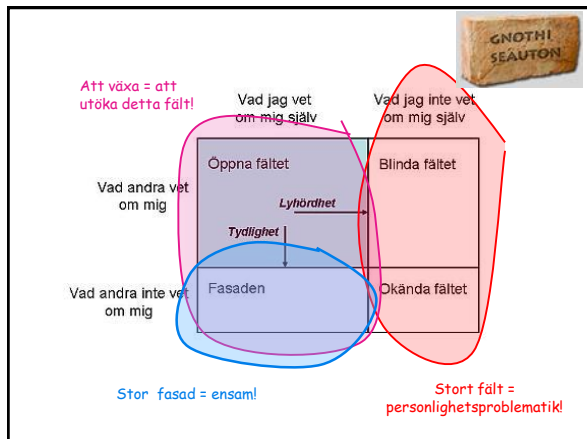 GNOTHI
SEAUTON
Att växa = att
utöka detta fält!
Vad jag vet
om mig själv
Vad jag inte vet
om mig själv
Öppna fältet
Blinda fältet
Vad andra vet
om mig
Lyhördhet
Tydlighet
Vad andra inte vet
om mig
Fasaden
Okända fältet
Stor fasad = ensam!
Stort fält =
personlighetsproblematik!